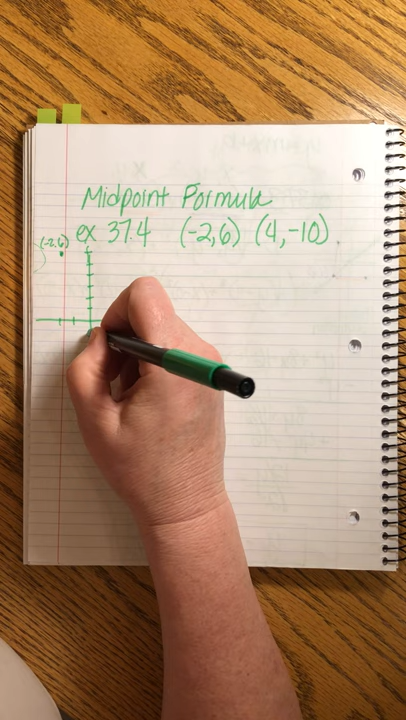 Midpoint Formula
ex 37.4 (-2,6) (4,-10)
(-2,6)